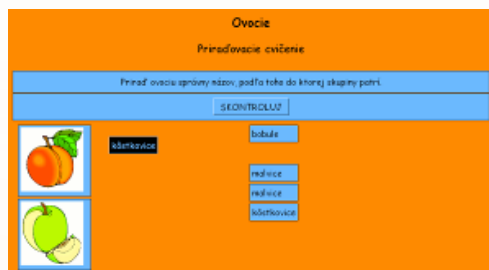 Ovocie
Priraďovacie cvičenie
Priraď ovociu správny názov, podľa toho do ktorej skupiny patrí.
SKONTROLUJ
bobule
kôstkovice
malvice
malvice
kôstkovice